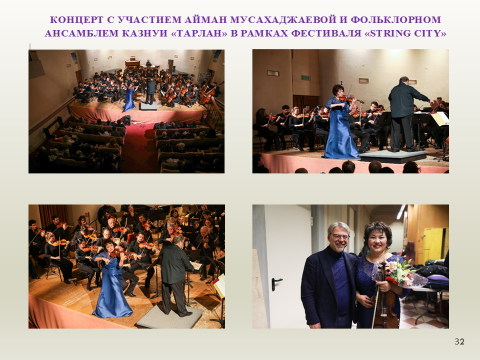 КОНЦЕРТ С УЧАСТИЕМ АЙМАН МУСАХАДЖАЕВОЙ И ФОЛЬКЛОРНОМ
АНСАМБЛЕМ КАЗНУИ «ТАРЛАН» В РАМКАХ ФЕСТИВАЛЯ «STRING CITY»
32